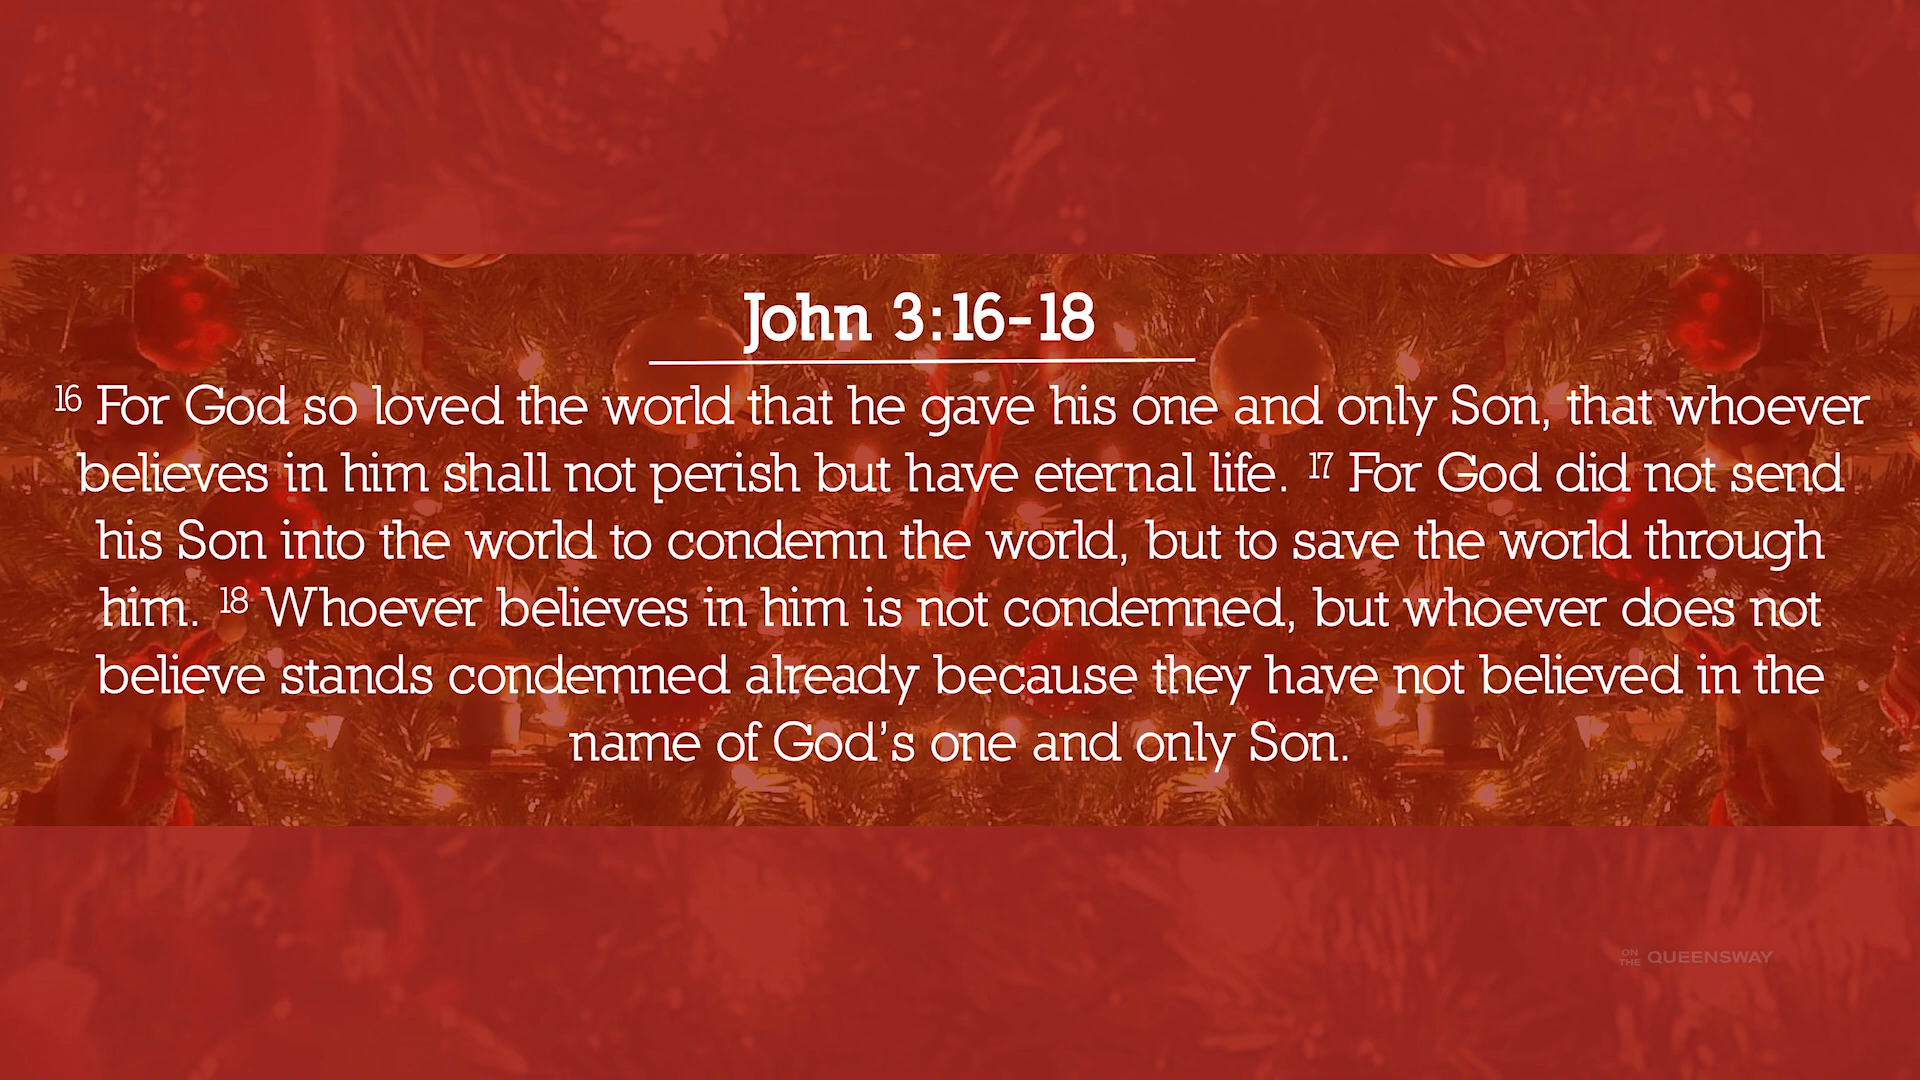 John 3:16-18
16 For God so loved the world that he gave his one and only Son, that whoever
believes in him shall not perish but have eternal life. 17 For God did not send
his Son into the world to condemn the world, but to save the world through
him. 18 Whoever believes in him is not condemned, but whoever does not
believe stands condemned already because they have not believed in the
name of God’s one and only Son.
ON THE QUEENSWAY